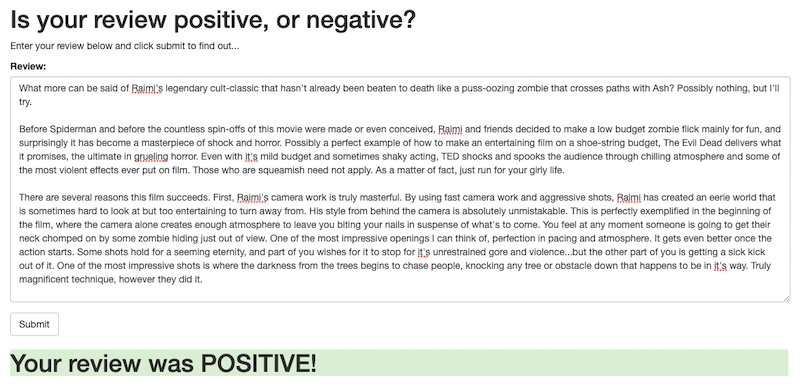 Is your review positive, or negative?
Enter your review below and click submit to find out...
Review:
What more can be said of Raimi's legendary cult-classic that hasn't already been beaten to death like a puss-oozing zombie that crosses paths with Ash? Possibly nothing, but I'll
try.
Before Spiderman and before the countless spin-offs of this movie were made or even conceived, Raimi and friends decided to make a low budget zombie flick mainly for fun, and
surprisingly it has become a masterpiece of shock and horror. Possibly a perfect example of how to make an entertaining film on a shoe-string budget, The Evil Dead delivers what
it promises, the ultimate in grueling horror. Even with it's mild budget and sometimes shaky acting, TED shocks and spooks the audience through chilling atmosphere and some of
the most violent effects ever put on film. Those who are squeamish need not apply. As a matter of fact, just run for your girly life.
There are several reasons this film succeeds. First, Raimi's camera work is truly masterful. By using fast camera work and aggressive shots, Raimi has created an eerie world that
is sometimes hard to look at but too entertaining to turn away from. His style from behind the camera is absolutely unmistakable. This is perfectly exemplified in the beginning of
the film, where the camera alone creates enough atmosphere to leave you biting your nails in suspense of what's to come. You feel at any moment someone is going to get their
neck chomped on by some zombie hiding just out of view. One of the most impressive openings I can think of, perfection in pacing and atmosphere. It gets even better once the
action starts. Some shots hold for a seeming eternity, and part of you wishes for it to stop for it's unrestrained gore and violence...but the other part of you is getting a sick kick
out of it. One of the most impressive shots is where the darkness from the trees begins to chase people, knocking any tree or obstacle down that happens to be in it's way. Truly
magnificent technique, however they did it.
Submit
Your review was POSITIVE!